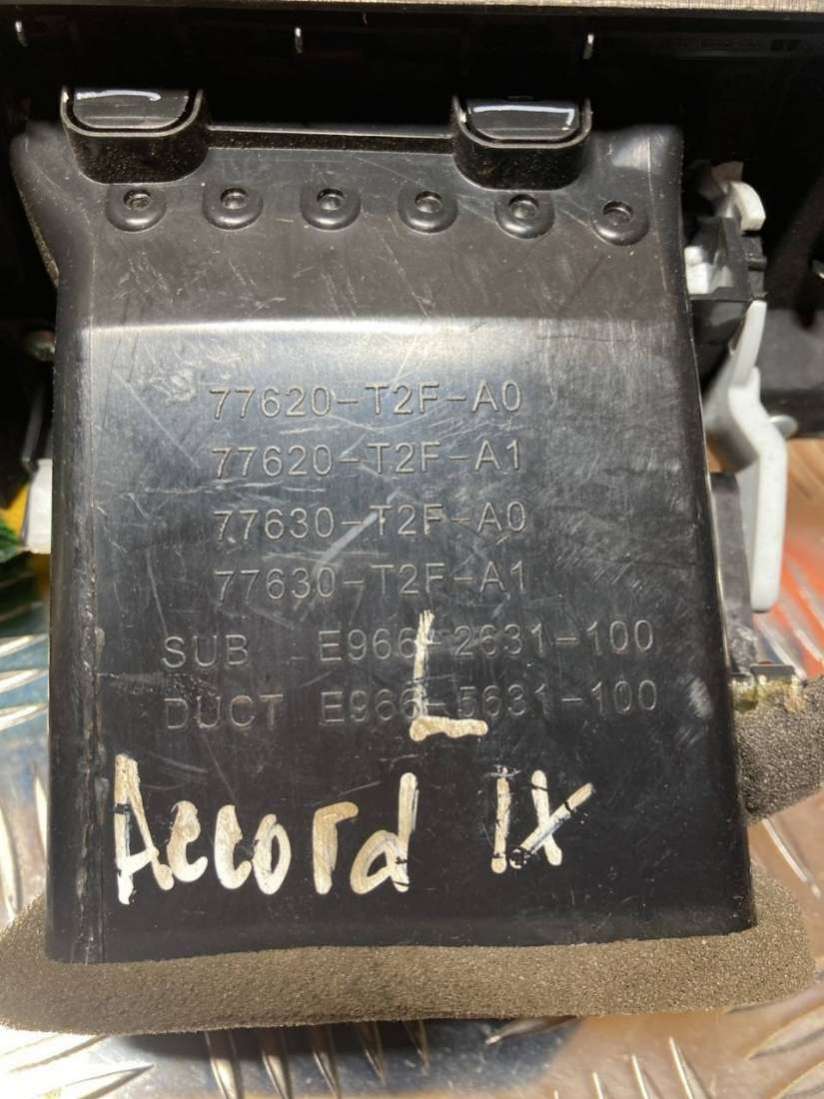 77620-T2F-A0
77620-T2F-A1
77630-T2F-A0
77630-T2F-A1
SUB E966-2631-100
DUCT E966-5631-100
L
Accord IX